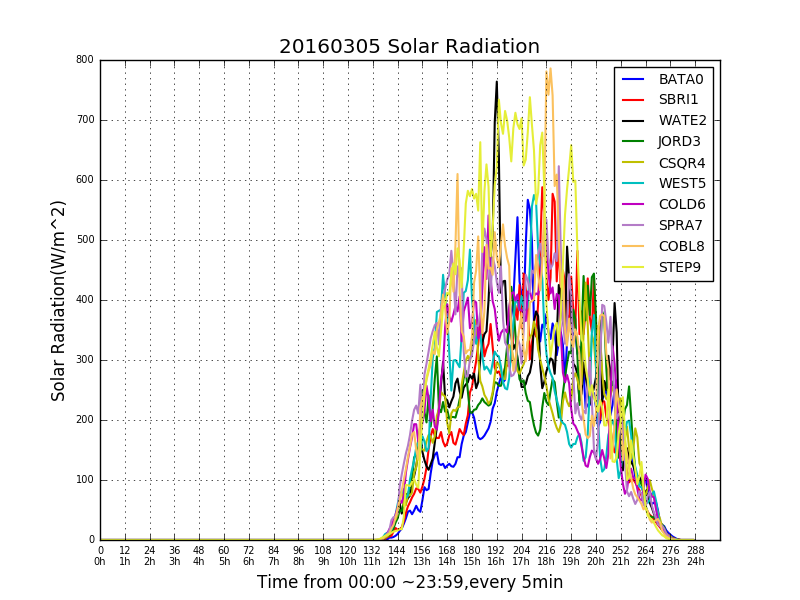 20160305 Solar Radiation
800
700
600
500
400
300
200
100
0
Solar Radiation(W/m^2)
BATA0
SBRI1
WATE2
JORD3
CSQR4
WEST5
COLD6
SPRA7
COBL8
STEP9
0 12 24 36 48 60 72 84 96 108 120 132 144 156 168 180 192 204 216 228 240 252 264 276 288
0h 1h 2h 3h 4h 5h 6h 7h 8h 9h 10h 11h 12h 13h 14h 15h 16h 17h 18h 19h 20h 21h 22h 23h 24h
Time from 00:00 ~23:59,every 5min